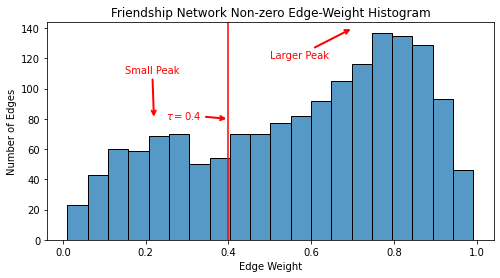 Friendship Network Non-zero Edge-Weight Histogram
140
120
100
80
60
40
20
0
Number of Edges
Small Peak
Larger Peak
τ = 0.4
0.0 0.2 0.4 0.6 0.8 1.0
Edge Weight